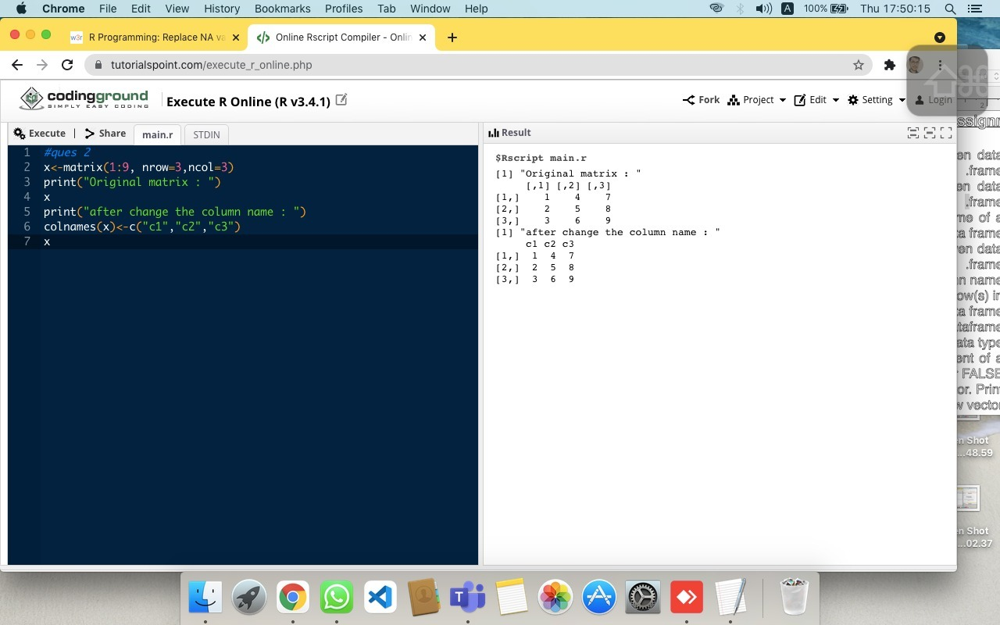 Chrome File Edit View History Bookmarks Profiles Tab Window Help A 100% Thu 17:50:15
w3r R Programming: Replace NA va Online Rscript Compiler - Onlin
tutorialspoint.com/execute_r_online.php
codingground
SIMPLY EASY CODING
Execute R Online (R v3.4.1)
Fork Project Edit Setting Login
Execute Share main.r STDIN
1 #ques 2
2 x<-matrix(1:9, nrow=3,ncol=3)
3 print("Original matrix : ")
4 x
5 print("after change the column name : ")
6 colnames(x)<-c("c1","c2","c3")
7 x
Result
$Rscript main.r
[1] "Original matrix : "
[,1] [,2] [,3]
[1,] 1 4 7
[2,] 2 5 8
[3,] 3 6 9
[1] "after change the column name : "
c1 c2 c3
[1,] 1 4 7
[2,] 2 5 8
[3,] 3 6 9
2
ssignm
en data
.frame
en data
.frame
me of a
ta frame
en data
.frame
n name
ow(s) in
ta frame
taframe
ata type
ent of a
r FALSE
or. Print
w vector
n Shot
...48.59
n Shot
...02.37